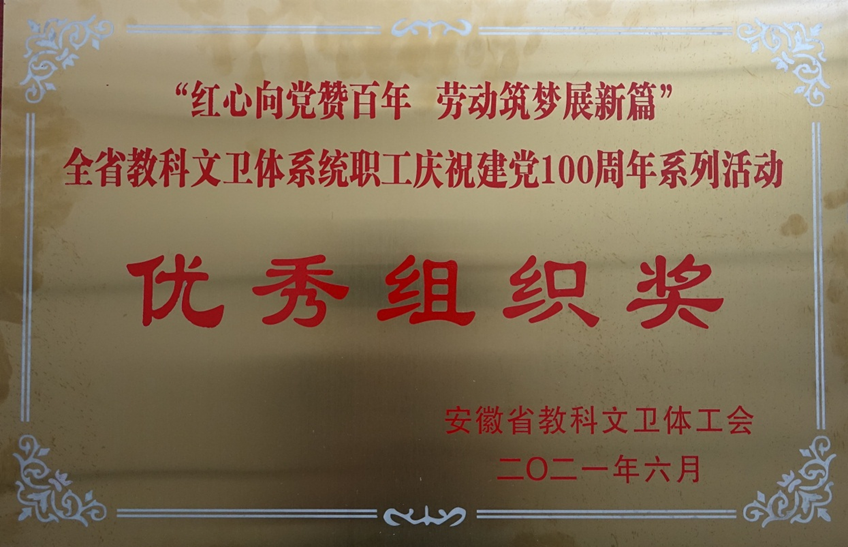 “红心向党赞百年 劳动筑梦展新篇”
全省教科文卫体系统职工庆祝建党100周年系列活动
优秀组织奖
安徽省教科文卫体工会
二〇二一年六月